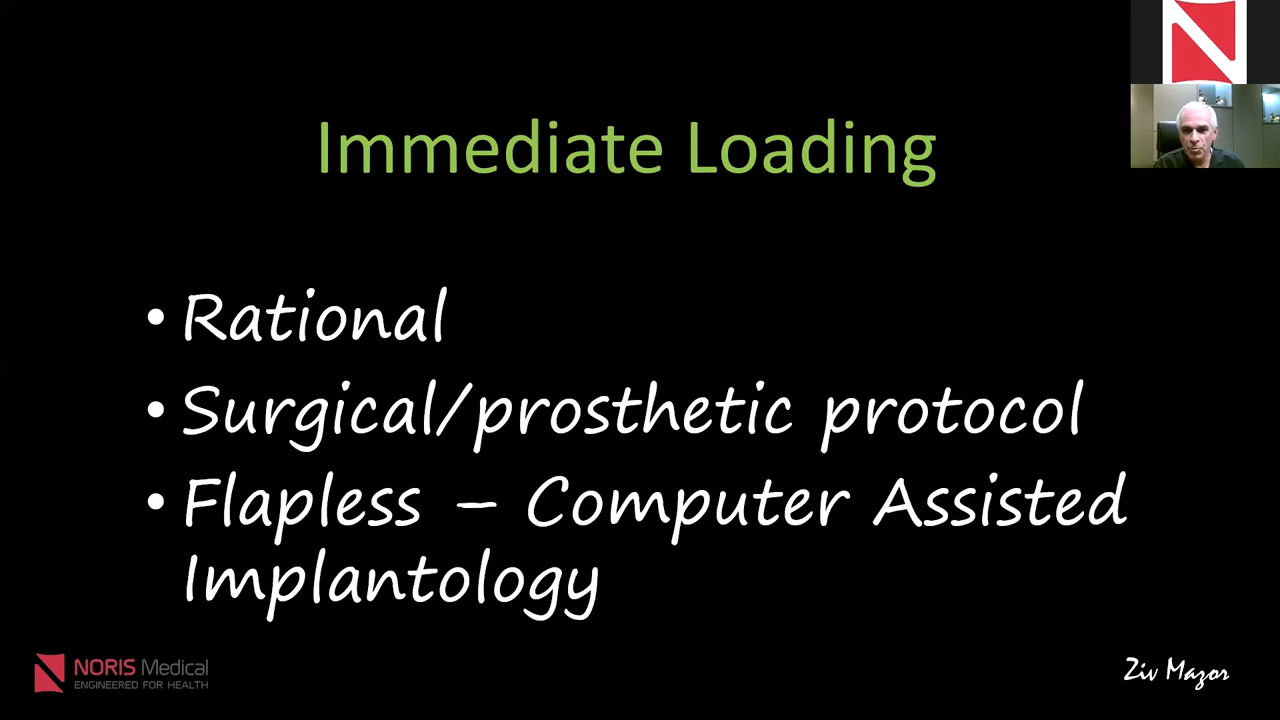 Immediate Loading
• Rational
• Surgical/prosthetic protocol
• Flapless – Computer Assisted
Implantology
NORIS Medical
ENGINEERED FOR HEALTH
Ziv Mazor